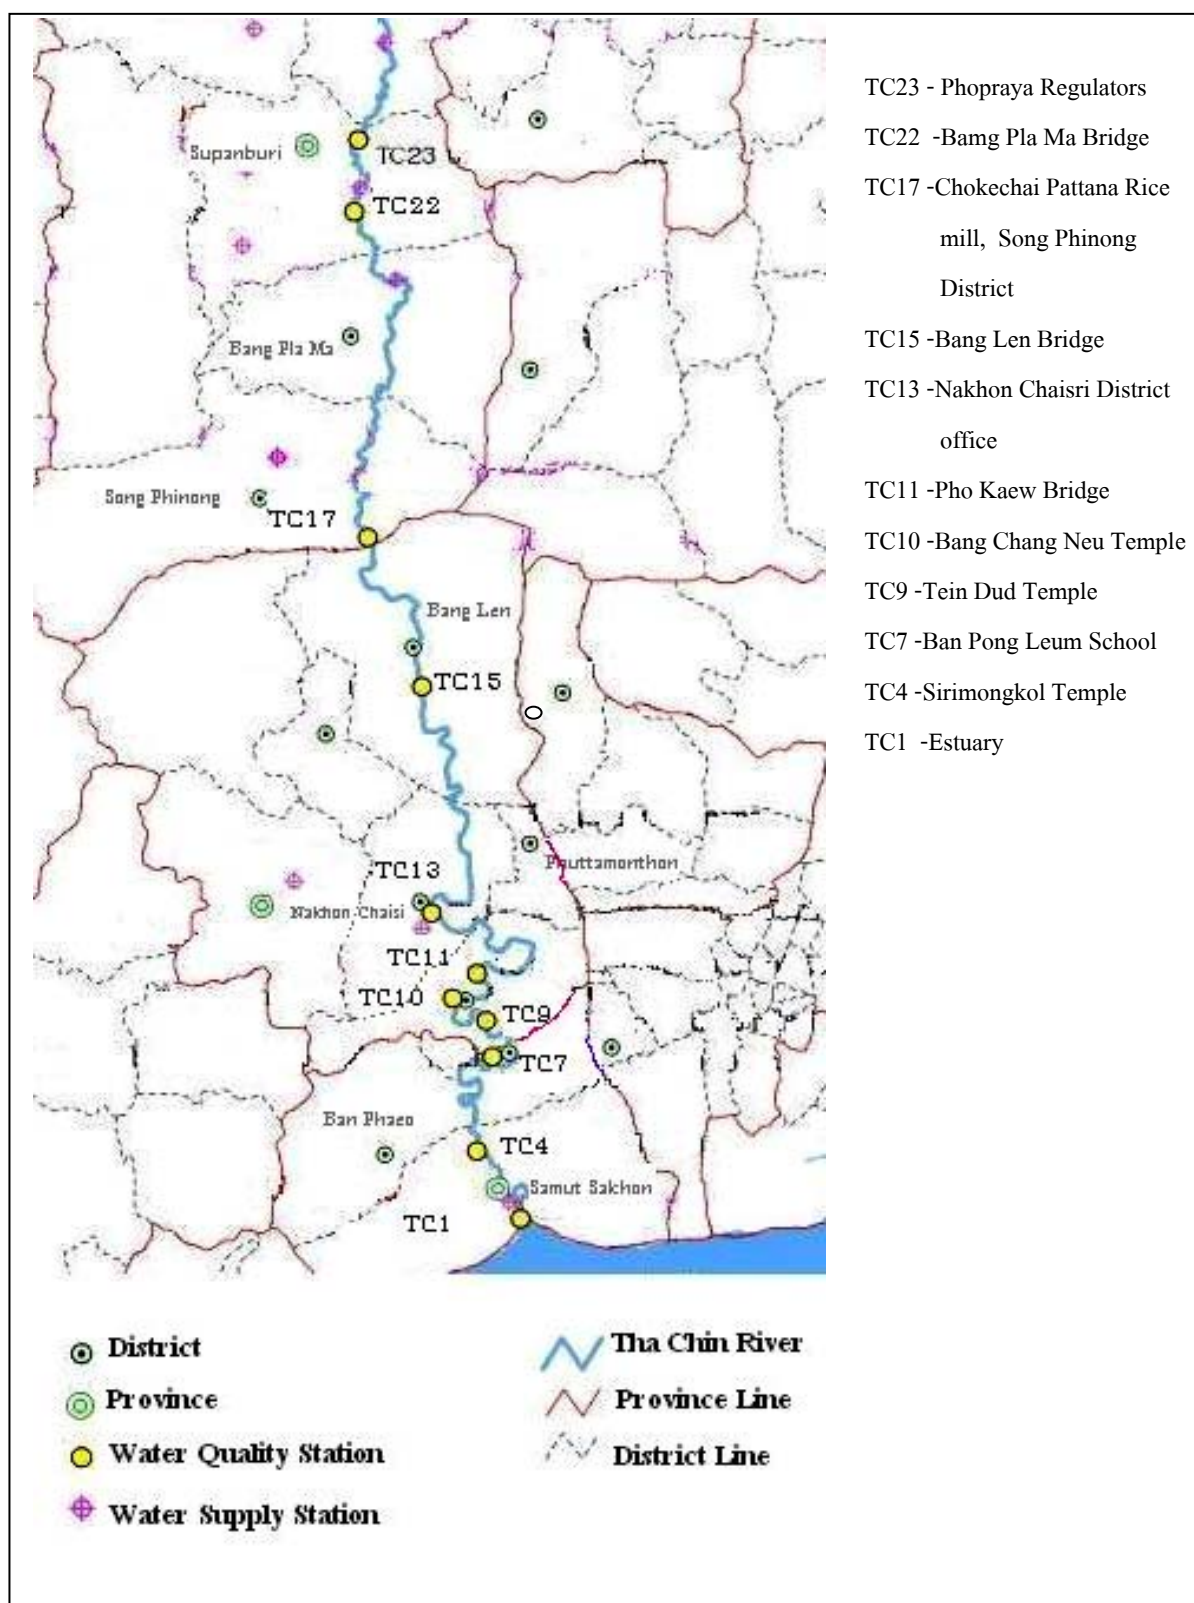 Supanburi
TC23
TC22
Bang Pla Ma
Song Phinong
TC17
Bang Len
TC15
Phuttamonthon
TC13
Nakhon Chaisi
TC11
TC10
TC9
TC7
Ban Phaeo
TC4
Samut Sakhon
TC1
TC23 - Phopraya Regulators
TC22 -Bamg Pla Ma Bridge
TC17 -Chokechai Pattana Rice
mill, Song Phinong
District
TC15 -Bang Len Bridge
TC13 -Nakhon Chaisri District
office
TC11 -Pho Kaew Bridge
TC10 -Bang Chang Neu Temple
TC9 -Tein Dud Temple
TC7 -Ban Pong Leum School
TC4 -Sirimongkol Temple
TC1 -Estuary
District
Province
Water Quality Station
Water Supply Station
Tha Chin River
Province Line
District Line